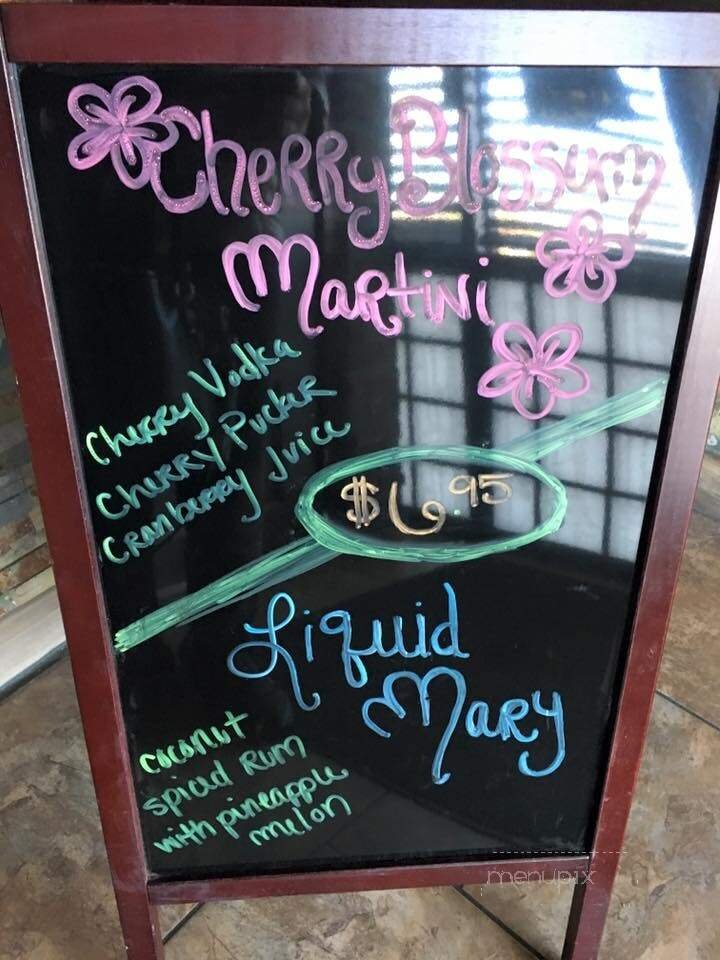 Cherry Blossum
Martini
Cherry Vodka
Cherry Pucker
Cranberry Juice
$6.95
Liquid
Mary
coconut
spiced Rum
with pineapple
melon
menupix